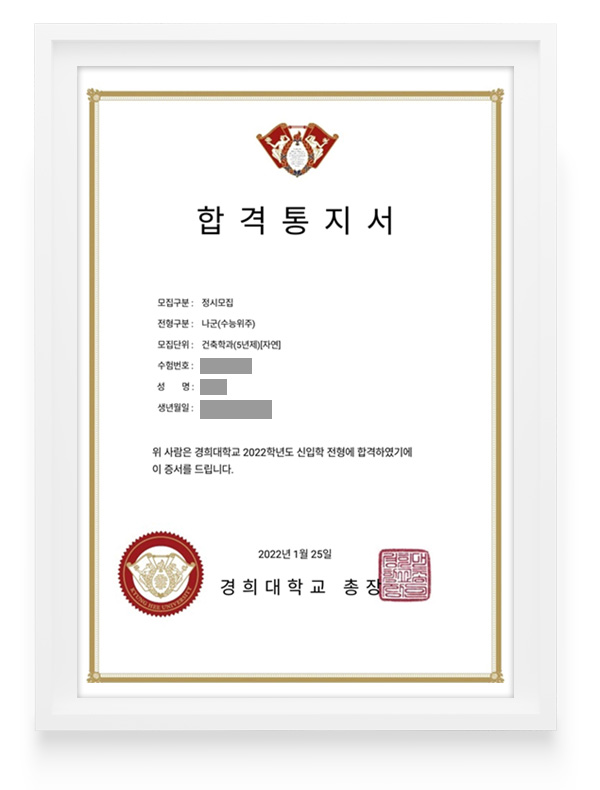 합격통지서
모집구분 : 정시모집
전형구분 : 나군(수능위주)
모집단위 : 건축학과(5년제)[자연]
수험번호 :
성 명 :
생년월일 :
위 사람은 경희대학교 2022학년도 신입학 전형에 합격하였기에
이 증서를 드립니다.
2022년 1월 25일
경희대학교 총장
KYUNG HEE UNIVERSITY